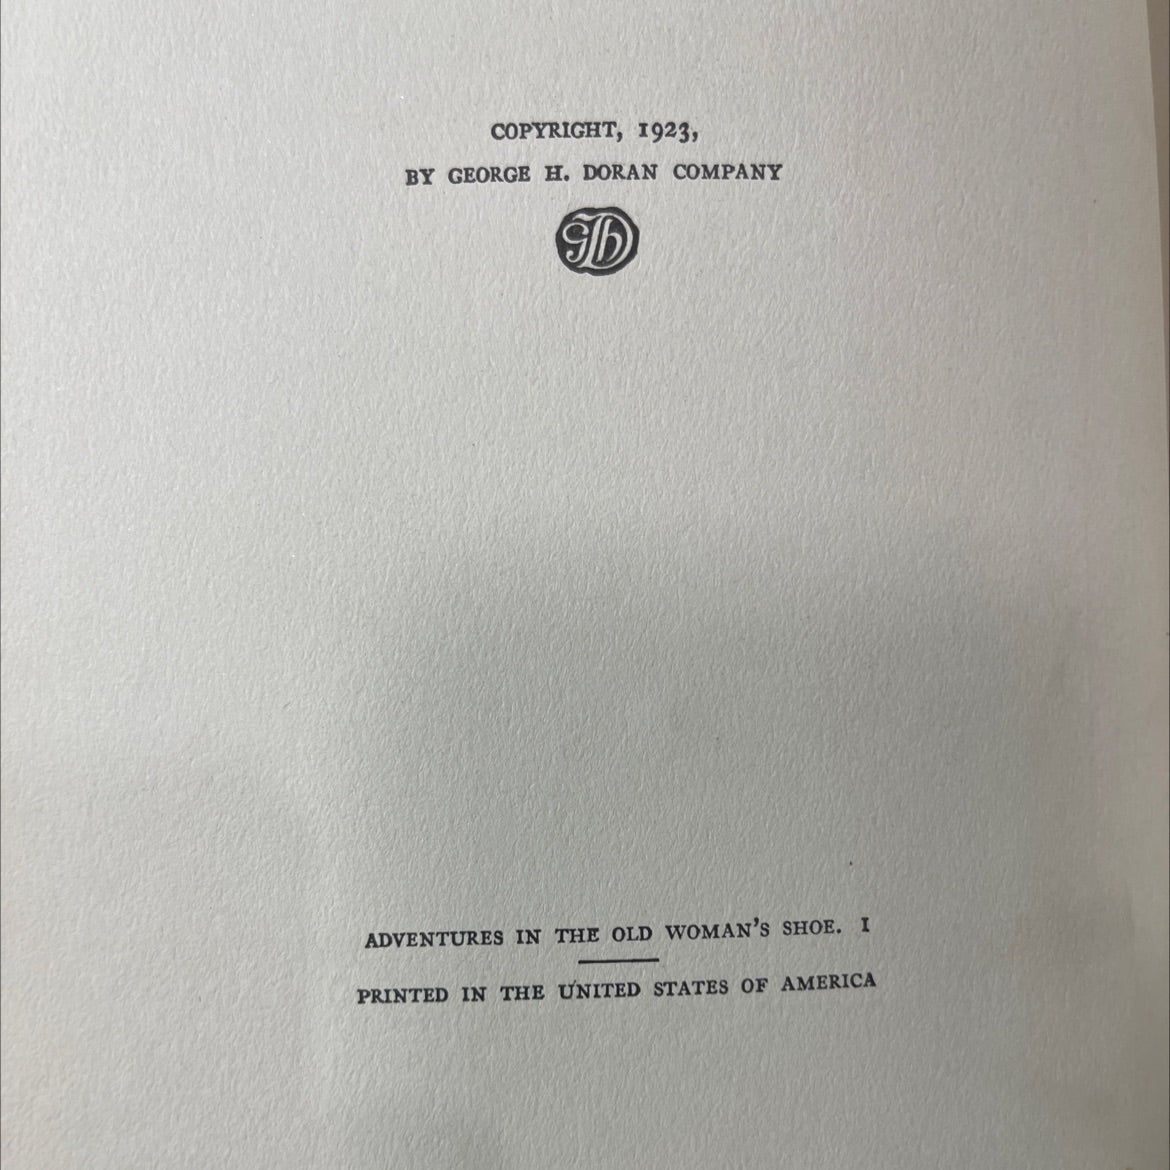 COPYRIGHT, 1923,
BY GEORGE H. DORAN COMPANY
GHD
ADVENTURES IN THE OLD WOMAN'S SHOE. I
PRINTED IN THE UNITED STATES OF AMERICA